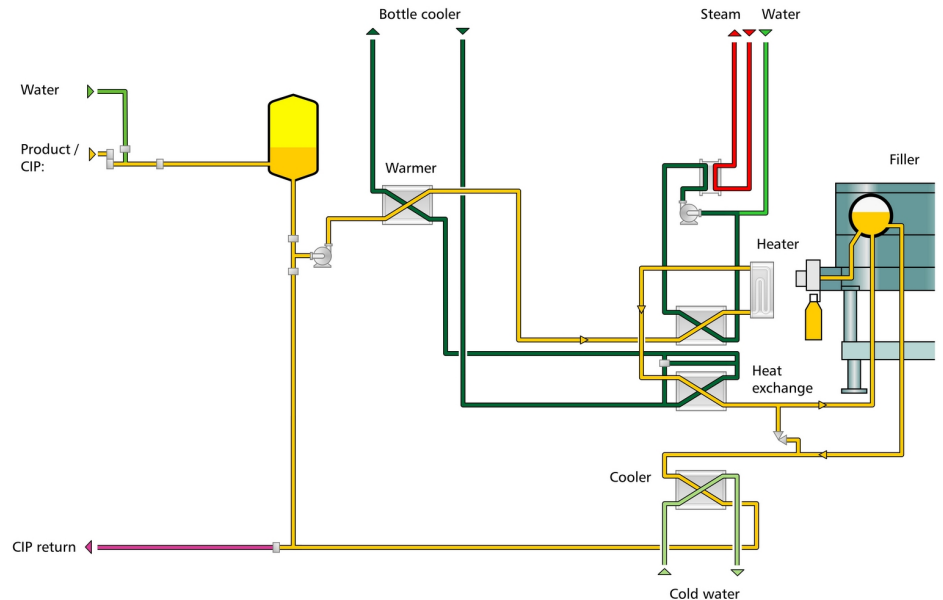 Bottle cooler
Steam
Water
Water
Product /
CIP:
Warmer
Filler
Heater
Heat
exchange
Cooler
CIP return
Cold water